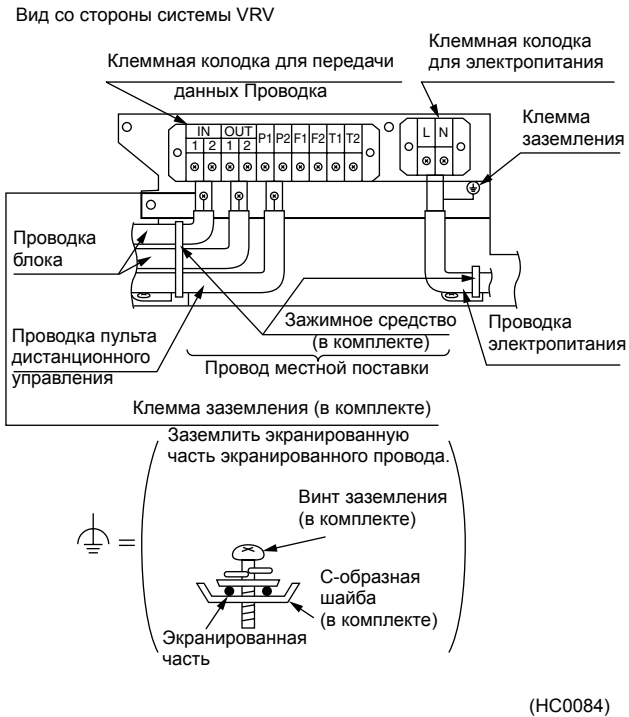 Вид со стороны системы VRV
Клеммная колодка для передачи
данных Проводка
Клеммная колодка
для электропитания
Клемма
заземления
IN OUT P1 P2 F1 F2 T1 T2
1 2 1 2
L N
Проводка
блока
Проводка пульта
дистанционного
управления
Зажимное средство
(в комплекте)
Провод местной поставки
Проводка
электропитания
Клемма заземления (в комплекте)
Заземлить экранированную
часть экранированного провода.
=
Винт заземления
(в комплекте)
С-образная
шайба
(в комплекте)
Экранированная
часть
(HC0084)